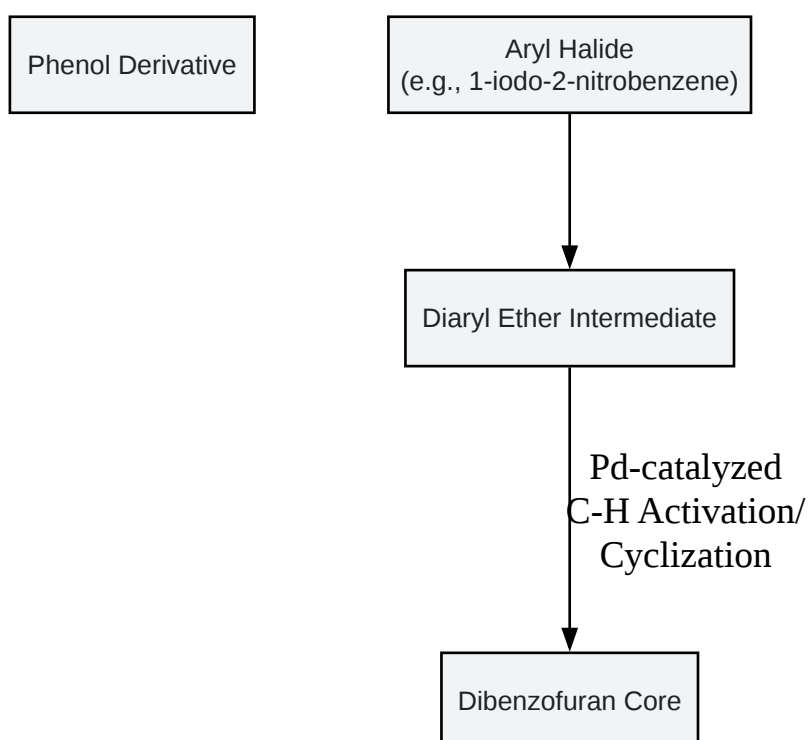 Phenol Derivative
Aryl Halide
(e.g., 1-iodo-2-nitrobenzene)
Diaryl Ether Intermediate
Pd-catalyzed
C-H Activation/
Cyclization
Dibenzofuran Core